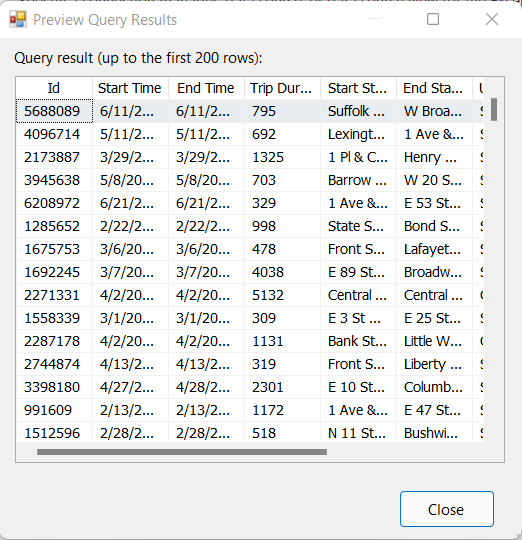 Preview Query Results
Query result (up to the first 200 rows):
Id Start Time End Time Trip Dur... Start St... End Sta...
5688089 6/11/2... 6/11/2... 795 Suffolk ... W Broa...
4096714 5/11/2... 5/11/2... 692 Lexingt... 1 Ave &...
2173887 3/29/2... 3/29/2... 1325 1 Pl & C... Henry ...
3945638 5/8/20... 5/8/20... 703 Barrow ... W 20 S...
6208972 6/21/2... 6/21/2... 329 1 Ave &... E 53 St...
1285652 2/22/2... 2/22/2... 998 State S... Bond S...
1675753 3/6/20... 3/6/20... 478 Front S... Lafayet...
1692245 3/7/20... 3/7/20... 4038 E 89 St... Broadw...
2271331 4/2/20... 4/2/20... 5132 Central ... Central ...
1558339 3/1/20... 3/1/20... 309 E 3 St ... E 25 St...
2287178 4/2/20... 4/2/20... 1131 Bank St... Little W...
2744874 4/13/2... 4/13/2... 319 Front S... Liberty ...
3398180 4/27/2... 4/28/2... 2301 E 10 St... Columb...
991609 2/13/2... 2/13/2... 1172 1 Ave &... E 47 St...
1512596 2/28/2... 2/28/2... 518 N 11 St... Bushwi...
Close